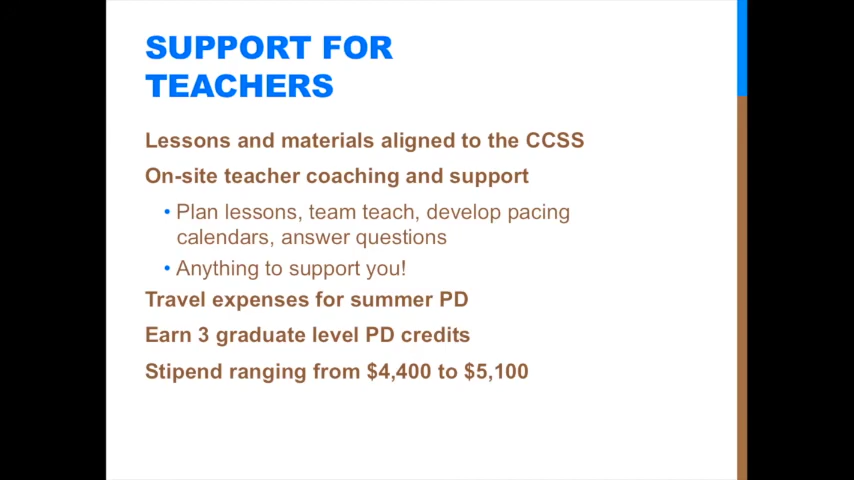 SUPPORT FOR
TEACHERS
Lessons and materials aligned to the CCSS
On-site teacher coaching and support
• Plan lessons, team teach, develop pacing
calendars, answer questions
• Anything to support you!
Travel expenses for summer PD
Earn 3 graduate level PD credits
Stipend ranging from $4,400 to $5,100